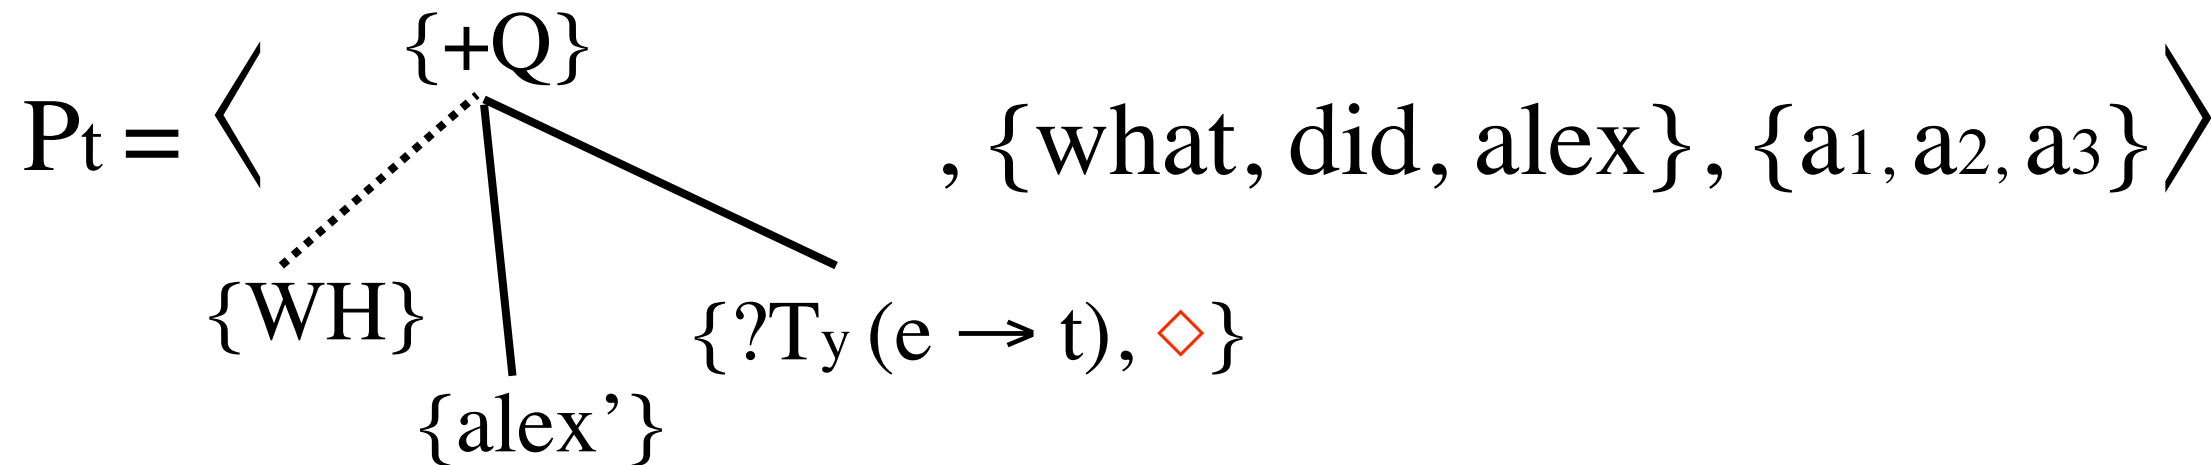 {+Q}
Pt = ⟨ , {what, did, alex}, {a1, a2, a3}⟩
{WH}
{?Ty (e → t), ◇}
{alex’}